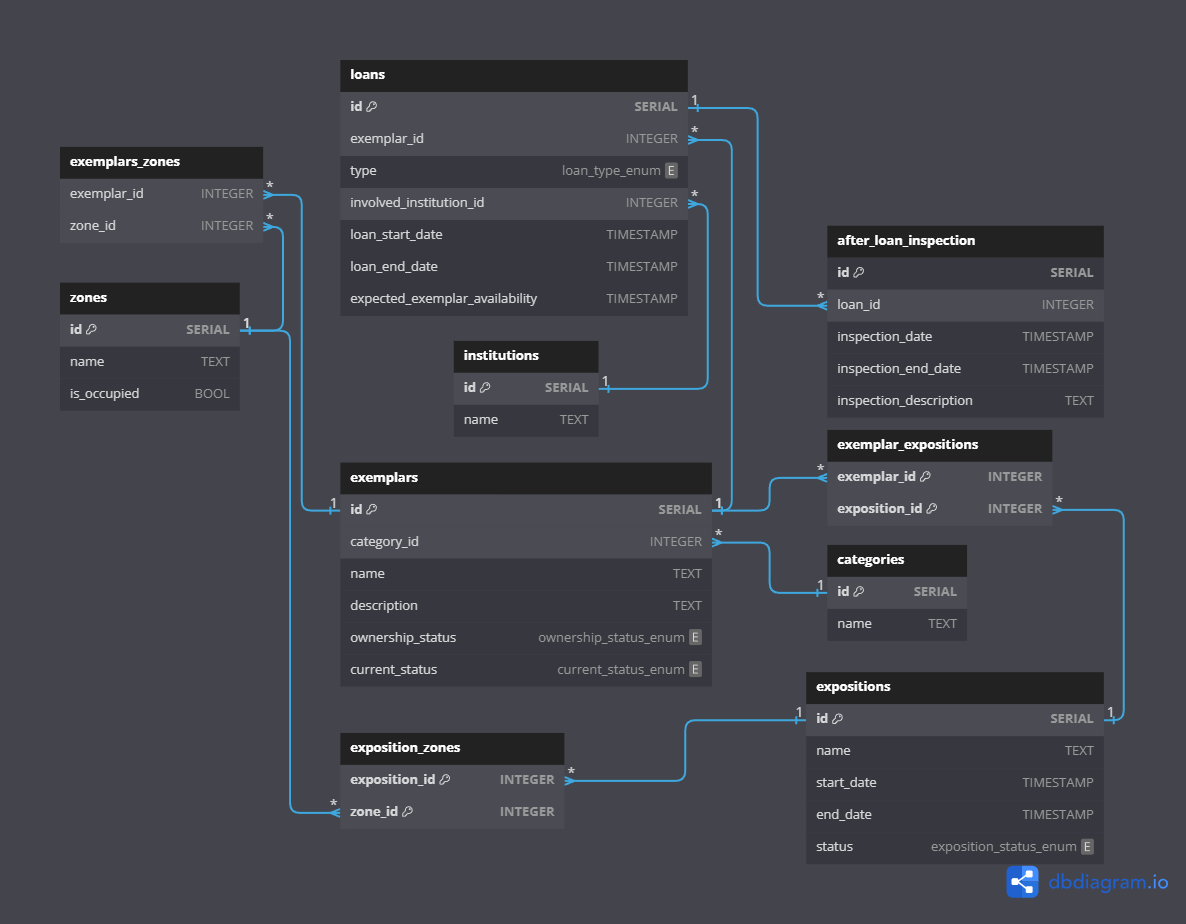 loans
id SERIAL
exemplar_id INTEGER
type loan_type_enum E
involved_institution_id INTEGER
loan_start_date TIMESTAMP
loan_end_date TIMESTAMP
expected_exemplar_availability TIMESTAMP
1
*
*
exemplars_zones
exemplar_id INTEGER
zone_id INTEGER
*
*
zones
id SERIAL
name TEXT
is_occupied BOOL
1
after_loan_inspection
id SERIAL
loan_id INTEGER
inspection_date TIMESTAMP
inspection_end_date TIMESTAMP
inspection_description TEXT
*
institutions
id SERIAL
name TEXT
1
exemplars
id SERIAL
category_id INTEGER
name TEXT
description TEXT
ownership_status ownership_status_enum E
current_status current_status_enum E
1
1
*
exemplar_expositions
exemplar_id INTEGER
exposition_id INTEGER
*
*
categories
id SERIAL
name TEXT
1
expositions
id SERIAL
name TEXT
start_date TIMESTAMP
end_date TIMESTAMP
status exposition_status_enum E
1
1
exposition_zones
exposition_id INTEGER
zone_id INTEGER
*
*
dbdiagram.io